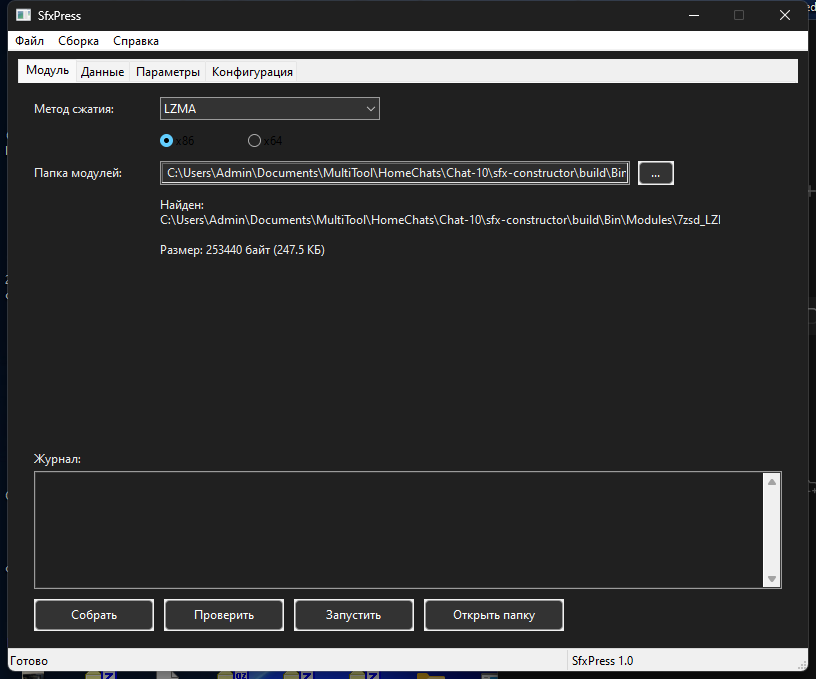 SfxPress
Файл Сборка Справка
Модуль Данные Параметры Конфигурация
Метод сжатия: LZMA
x86 x64
Папка модулей: C:\Users\Admin\Documents\MultiTool\HomeChats\Chat-10\sfx-constructor\build\Bin ...
Найден:
C:\Users\Admin\Documents\MultiTool\HomeChats\Chat-10\sfx-constructor\build\Bin\Modules\7zsd_LZ
Размер: 253440 байт (247.5 КБ)
Журнал:
Собрать Проверить Запустить Открыть папку
Готово SfxPress 1.0